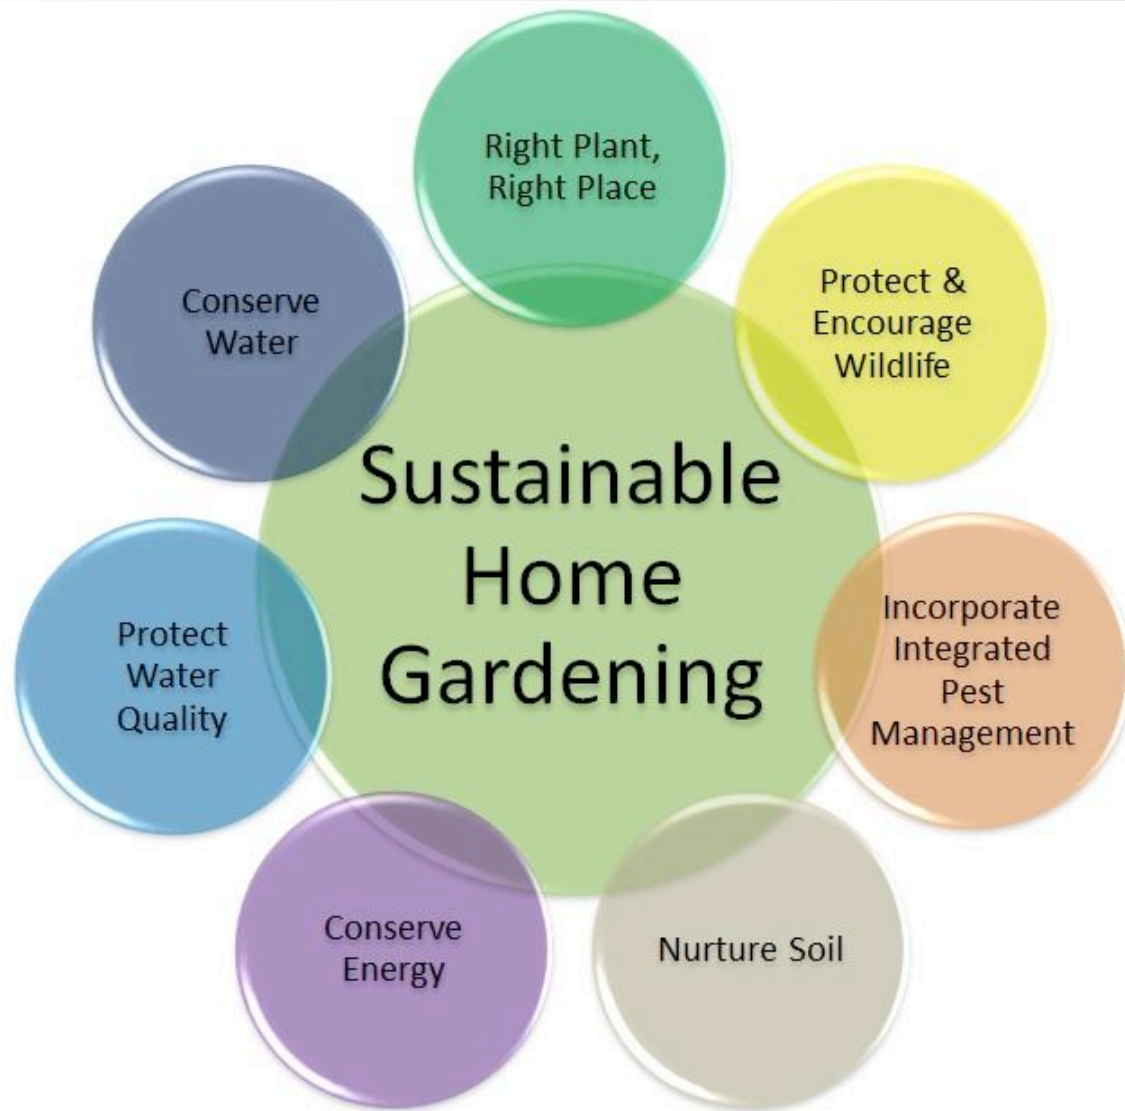 Right Plant,
Right Place
Protect &
Encourage
Wildlife
Incorporate
Integrated
Pest
Management
Nurture Soil
Conserve
Energy
Protect
Water
Quality
Conserve
Water
Sustainable
Home
Gardening